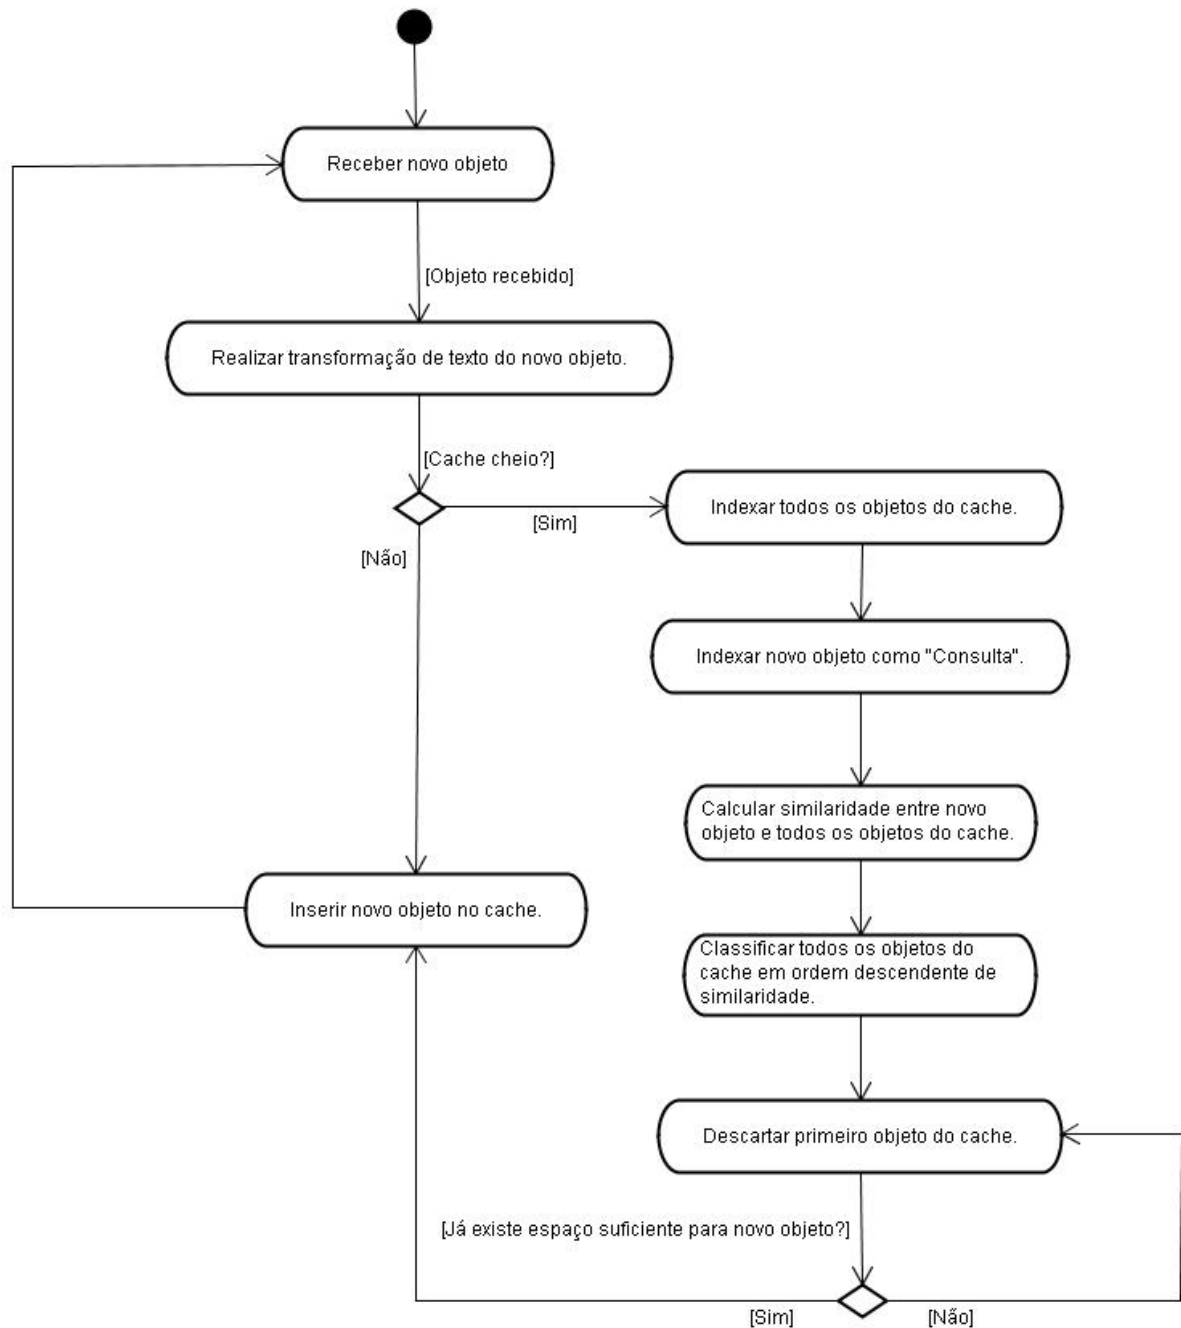 Receber novo objeto
[Objeto recebido]
Realizar transformação de texto do novo objeto.
[Cache cheio?]
[Sim]
[Não]
Indexar todos os objetos do cache.
Indexar novo objeto como "Consulta".
Calcular similaridade entre novo
objeto e todos os objetos do cache.
Inserir novo objeto no cache.
Classificar todos os objetos do
cache em ordem descendente de
similaridade.
Descartar primeiro objeto do cache.
[Já existe espaço suficiente para novo objeto?]
[Sim]
[Não]